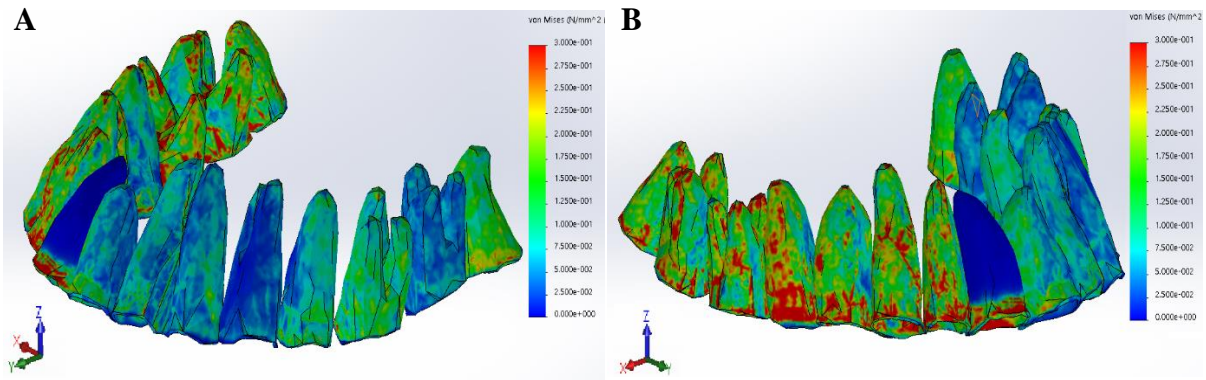 A
von Mises (N/mm^2
3.000e-001
2.750e-001
2.500e-001
2.250e-001
2.000e-001
1.750e-001
1.500e-001
1.250e-001
1.000e-001
7.500e-002
5.000e-002
2.500e-002
0.000e+000
X
Y
Z
B
von Mises (N/mm^2
3.000e-001
2.750e-001
2.500e-001
2.250e-001
2.000e-001
1.750e-001
1.500e-001
1.250e-001
1.000e-001
7.500e-002
5.000e-002
2.500e-002
0.000e+000
Z
X
Y